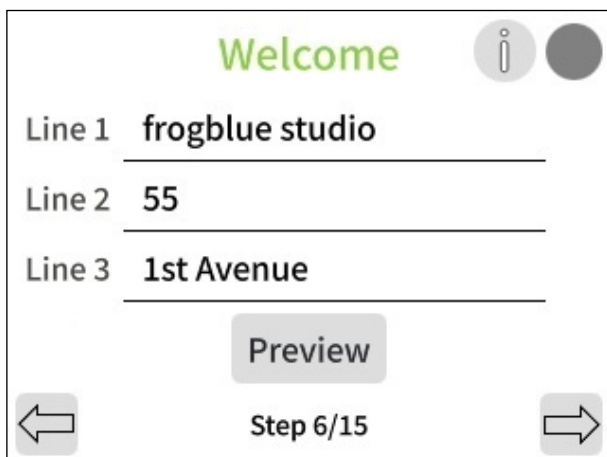 Welcome
i
Line 1 frogblue studio
Line 2 55
Line 3 1st Avenue
Preview
Step 6/15